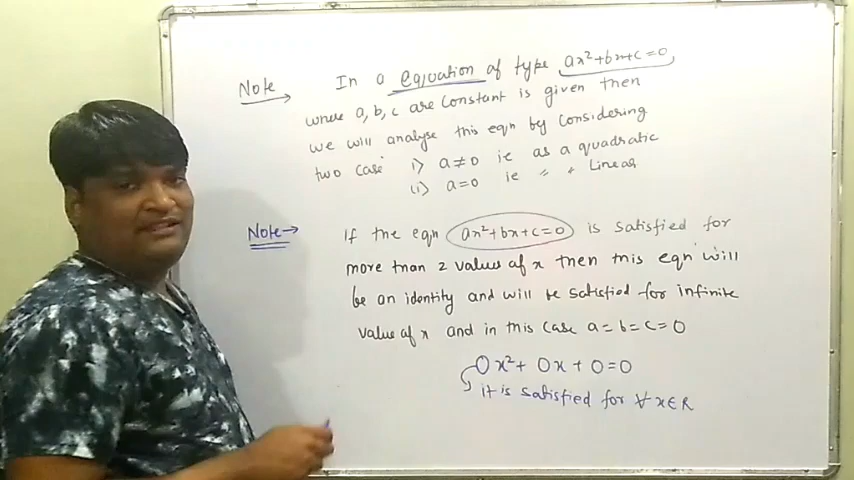 Note → In a equation of type ax²+bx+c=0
where a, b, c are constant is given then
we will analyse this eqn by considering
two case i) a≠0 ie as a quadratic
(ii) a=0 ie " " Linear
Note → If the eqn ax²+bx+c=0 is satisfied for
more than 2 values of x then this eqn will
be an identity and will be satisfied for infinite
value of x and in this case a=b=c=0
0x²+0x+0=0
it is satisfied for ∀ x∈R